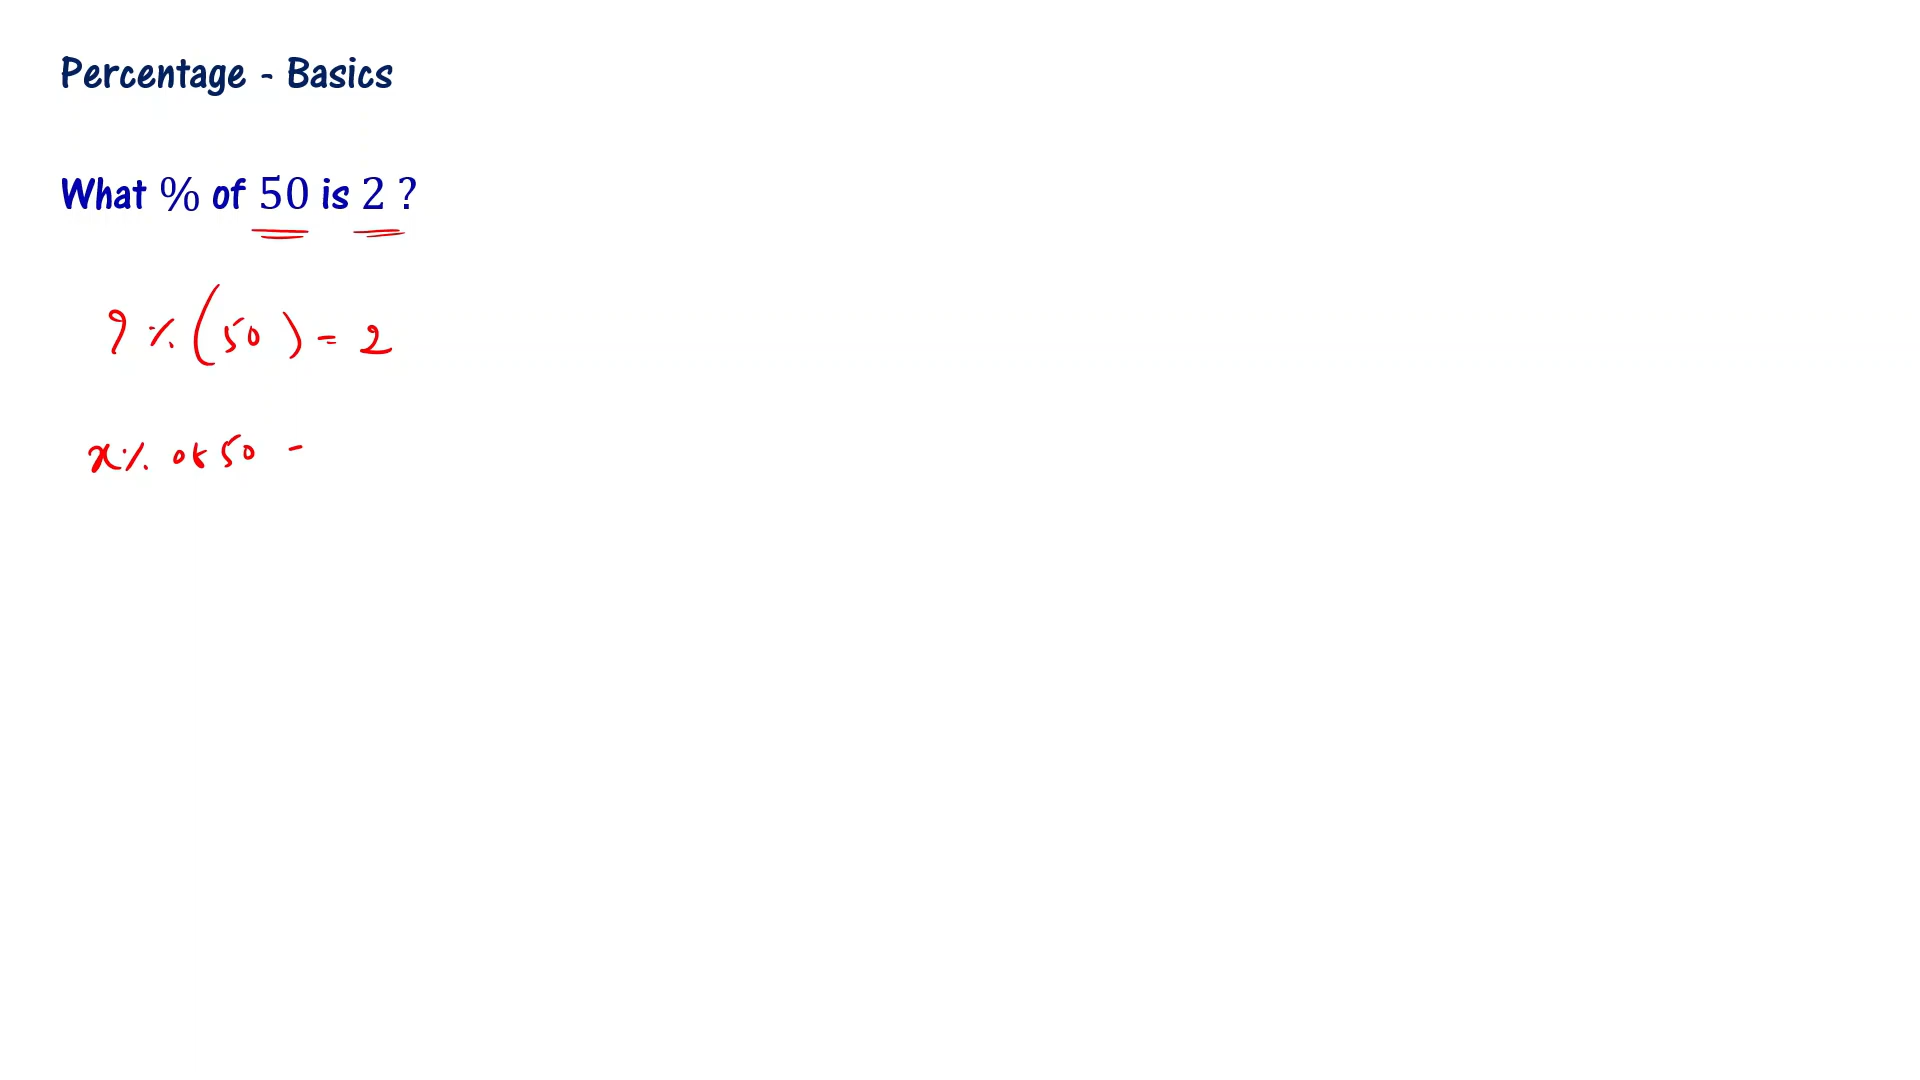 Percentage - Basics
What % of 50 is 2 ?
? % (50) = 2
x% of 50 -